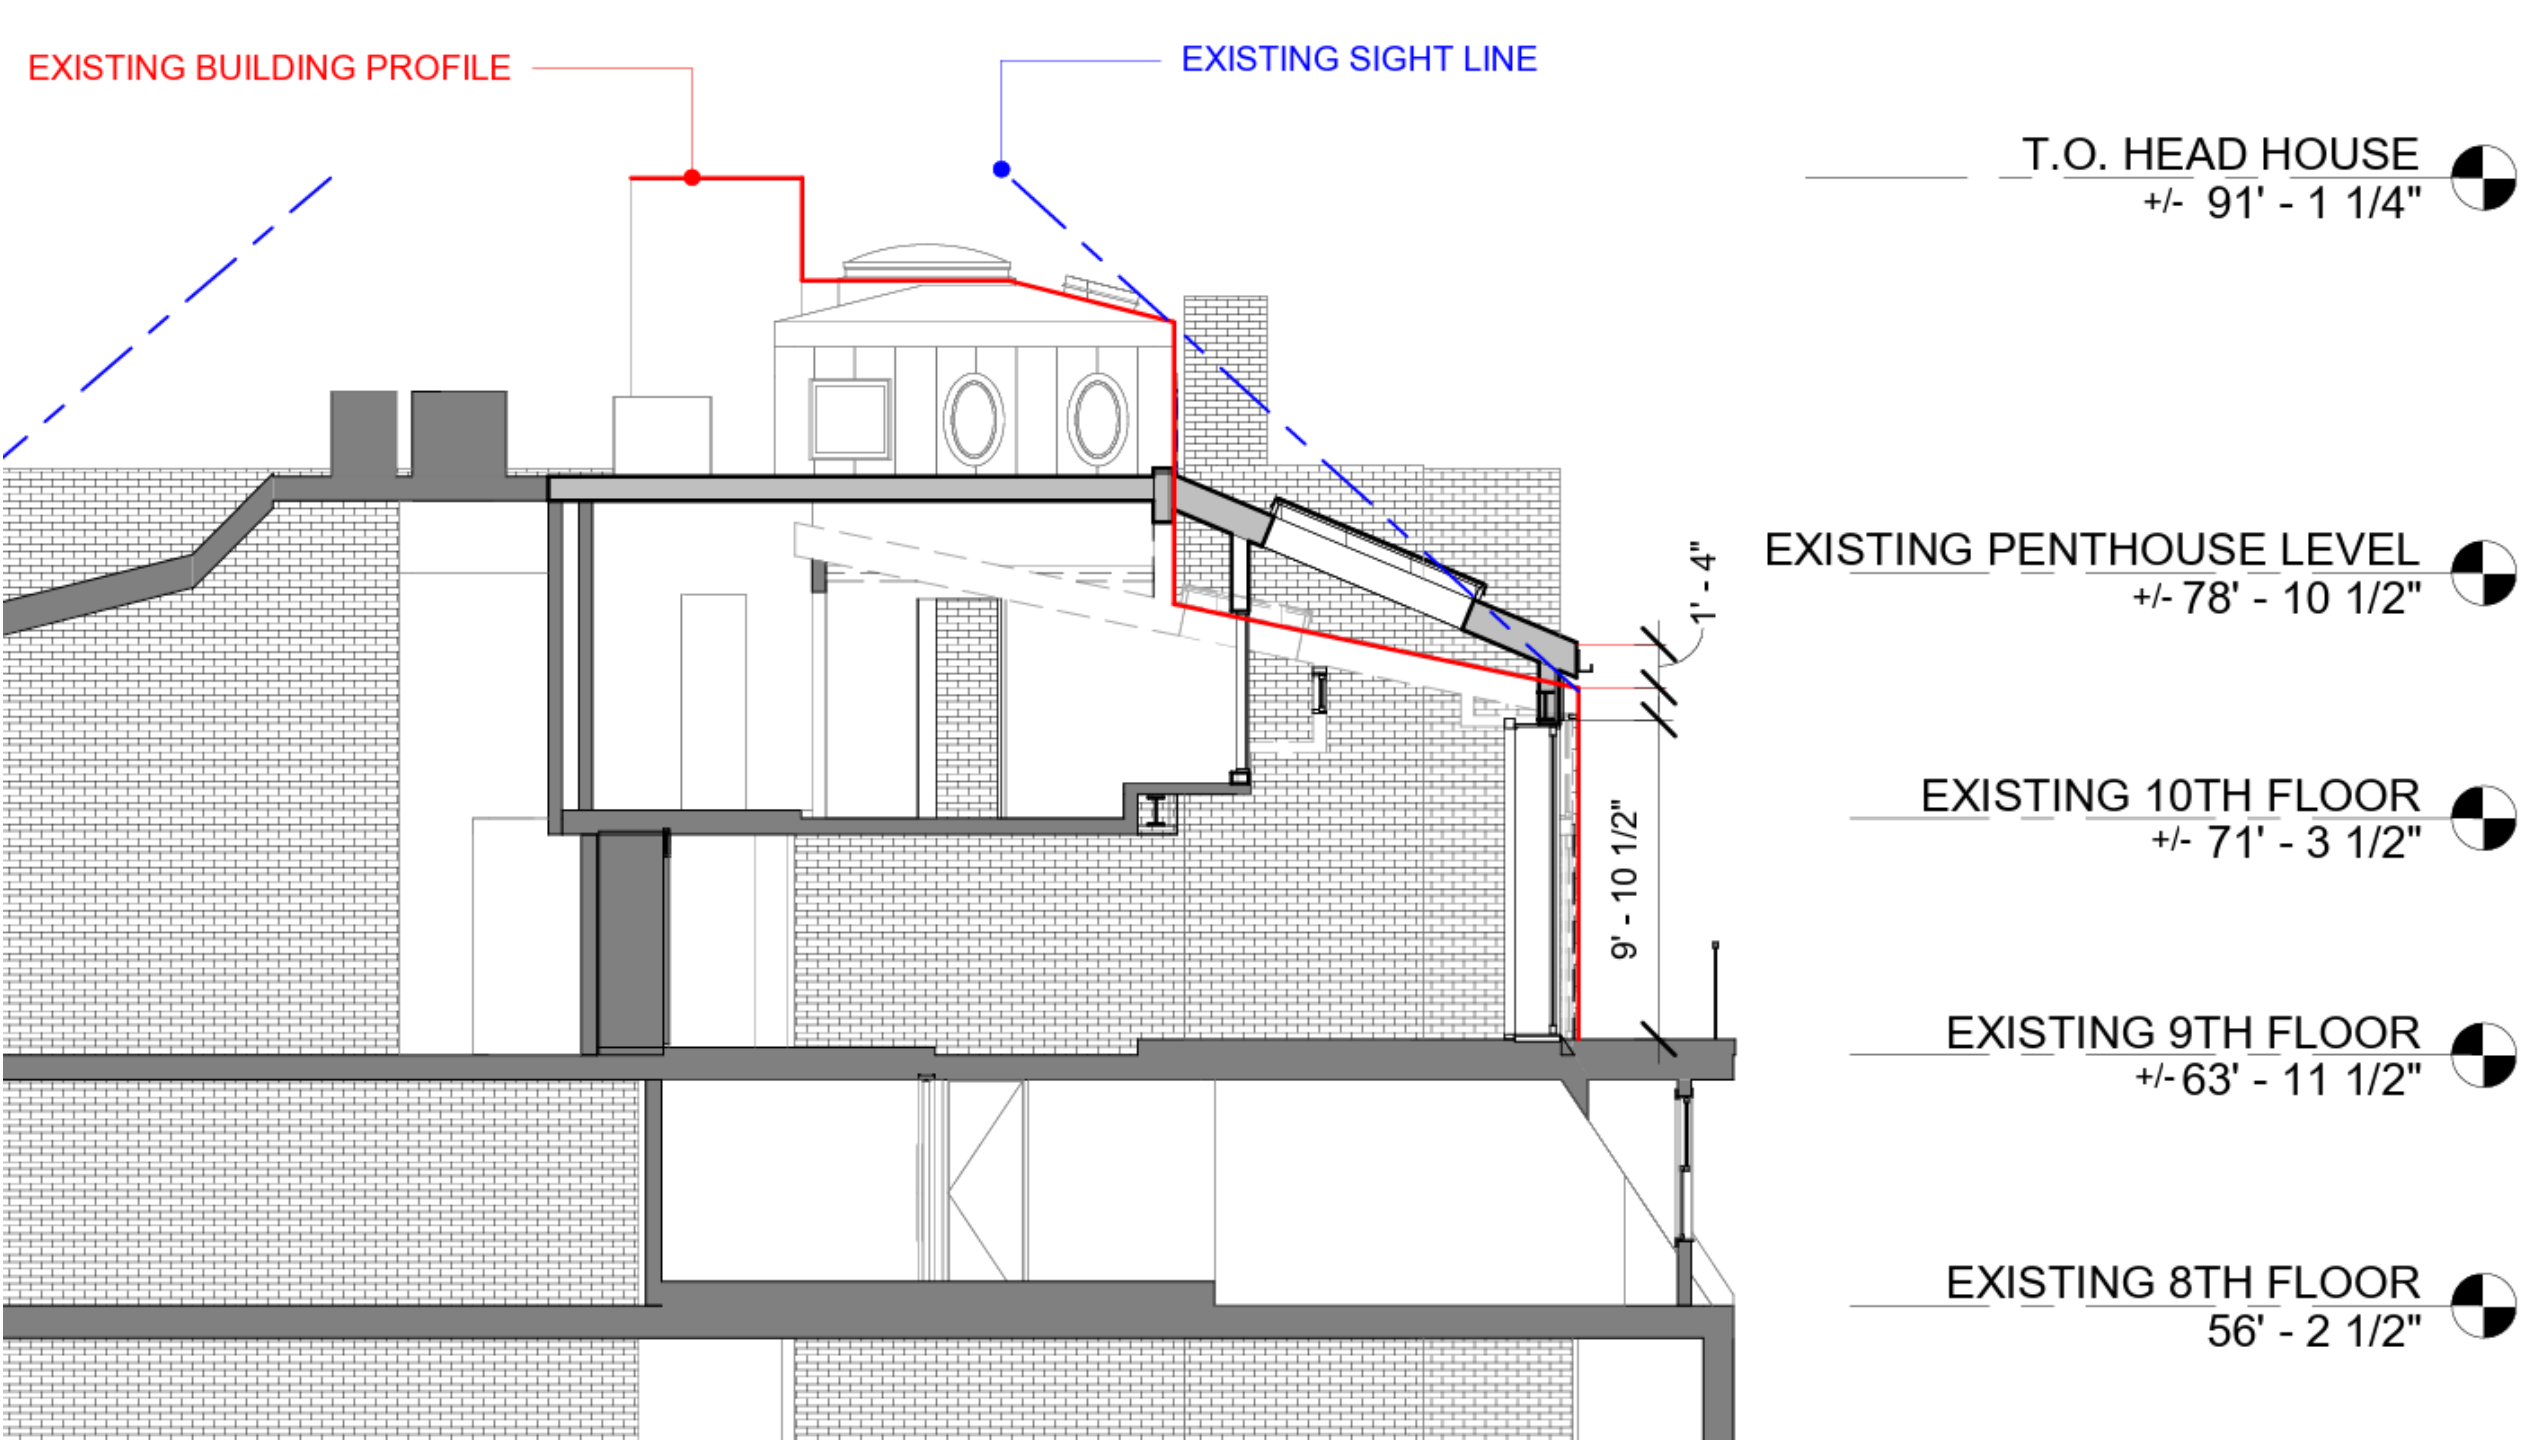 EXISTING BUILDING PROFILE
EXISTING SIGHT LINE
T.O. HEAD HOUSE
+/- 91' - 1 1/4"
EXISTING PENTHOUSE LEVEL
+/- 78' - 10 1/2"
1' - 4"
EXISTING 10TH FLOOR
+/- 71' - 3 1/2"
9' - 10 1/2"
EXISTING 9TH FLOOR
+/- 63' - 11 1/2"
EXISTING 8TH FLOOR
56' - 2 1/2"